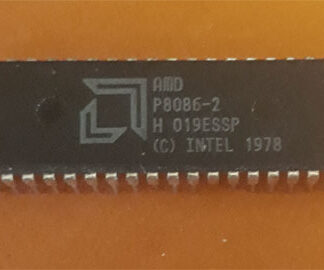 AMD
P8086-2
H 019ESSP
(C) INTEL 1978